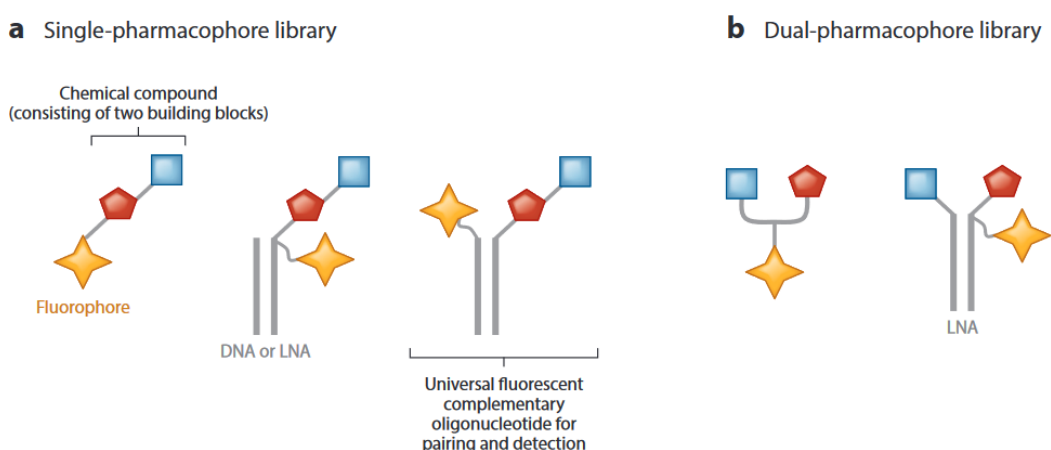 a Single-pharmacophore library
Chemical compound
(consisting of two building blocks)
Fluorophore
DNA or LNA
Universal fluorescent
complementary
oligonucleotide for
pairing and detection
b Dual-pharmacophore library
LNA